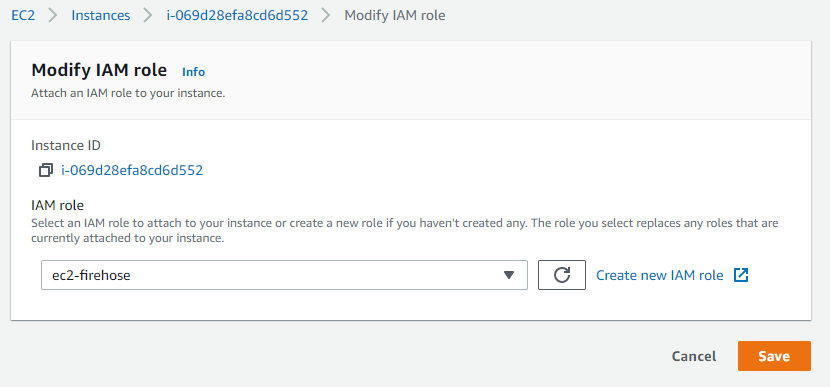 EC2 > Instances > i-069d28efa8cd6d552 > Modify IAM role
Modify IAM role Info
Attach an IAM role to your instance.
Instance ID
i-069d28efa8cd6d552
IAM role
Select an IAM role to attach to your instance or create a new role if you haven't created any. The role you select replaces any roles that are
currently attached to your instance.
ec2-firehose
Create new IAM role
Cancel
Save